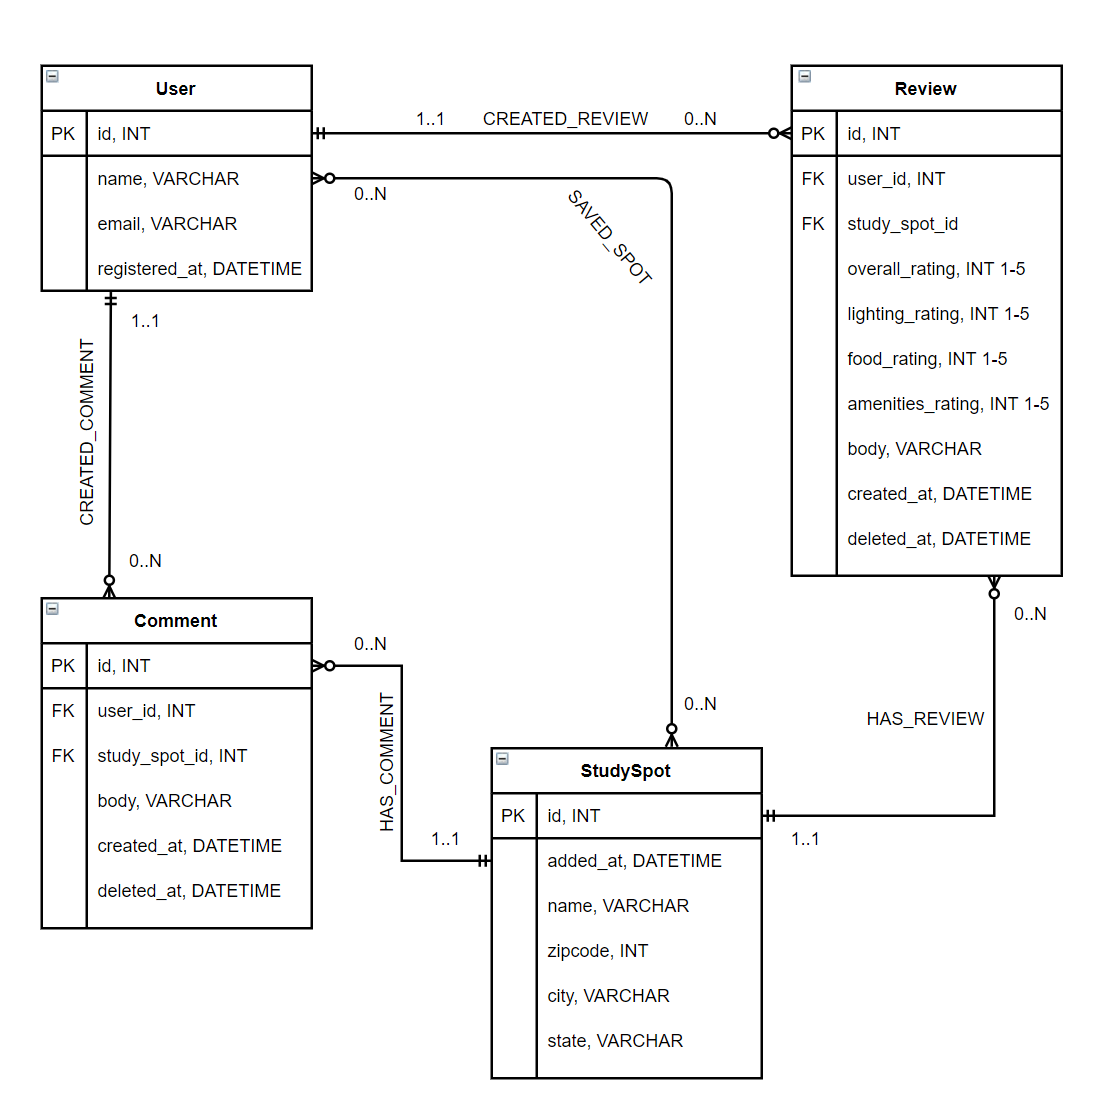 User
PK id, INT
name, VARCHAR
email, VARCHAR
registered_at, DATETIME
1..1 CREATED_REVIEW 0..N
Review
PK id, INT
FK user_id, INT
FK study_spot_id
overall_rating, INT 1-5
lighting_rating, INT 1-5
food_rating, INT 1-5
amenities_rating, INT 1-5
body, VARCHAR
created_at, DATETIME
deleted_at, DATETIME
0..N
SAVED_SPOT
0..N
1..1
CREATED_COMMENT
0..N
Comment
PK id, INT
FK user_id, INT
FK study_spot_id, INT
body, VARCHAR
created_at, DATETIME
deleted_at, DATETIME
0..N
HAS_COMMENT
1..1
0..N
HAS_REVIEW
1..1
StudySpot
PK id, INT
added_at, DATETIME
name, VARCHAR
zipcode, INT
city, VARCHAR
state, VARCHAR